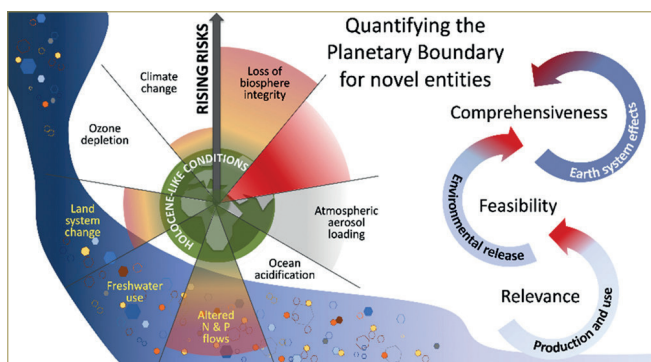 Quantifying the
Planetary Boundary
for novel entities
RISING RISKS
Climate
change
Loss of
biosphere
integrity
Ozone
depletion
HOLOCENE-LIKE CONDITIONS
Land
system
change
Atmospheric
aerosol
loading
Freshwater
use
Ocean
acidification
Altered
N & P
flows
Comprehensiveness
Earth system effects
Feasibility
Environmental release
Relevance
Production and use